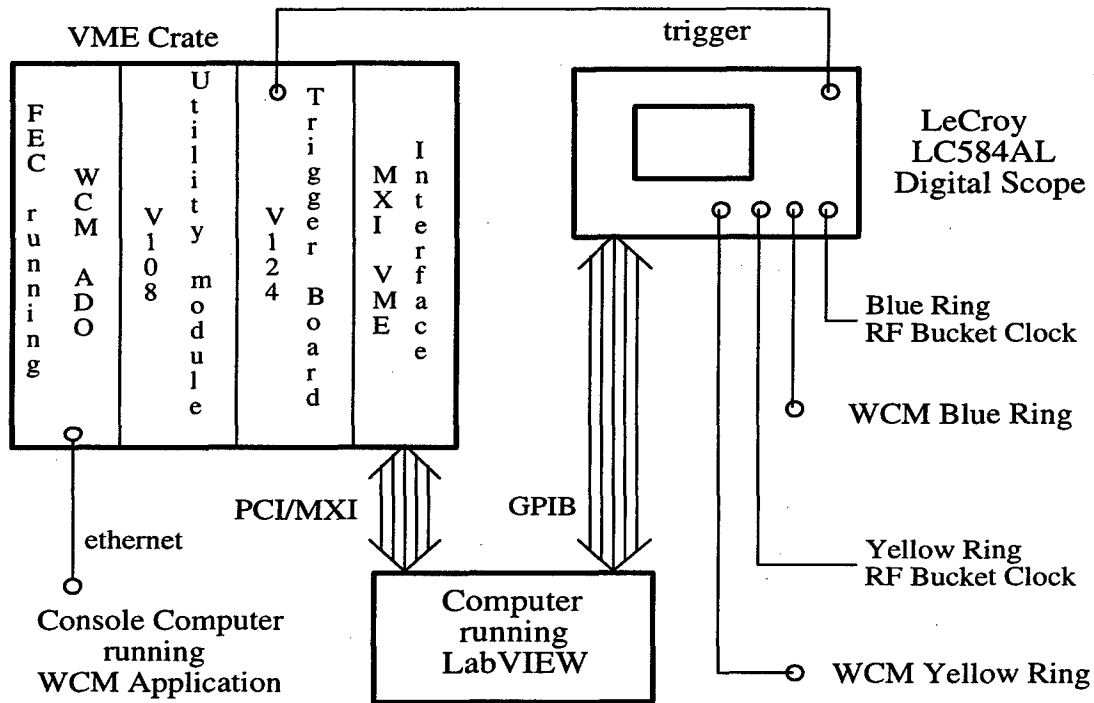 VME Crate
trigger
FEC running
WCM ADO
V108
Utility module
V124
Trigger Board
MXI VME
Interface
LeCroy
LC584AL
Digital Scope
Blue Ring
RF Bucket Clock
WCM Blue Ring
PCI/MXI
GPIB
ethernet
Yellow Ring
RF Bucket Clock
Console Computer
running
WCM Application
Computer
running
LabVIEW
WCM Yellow Ring